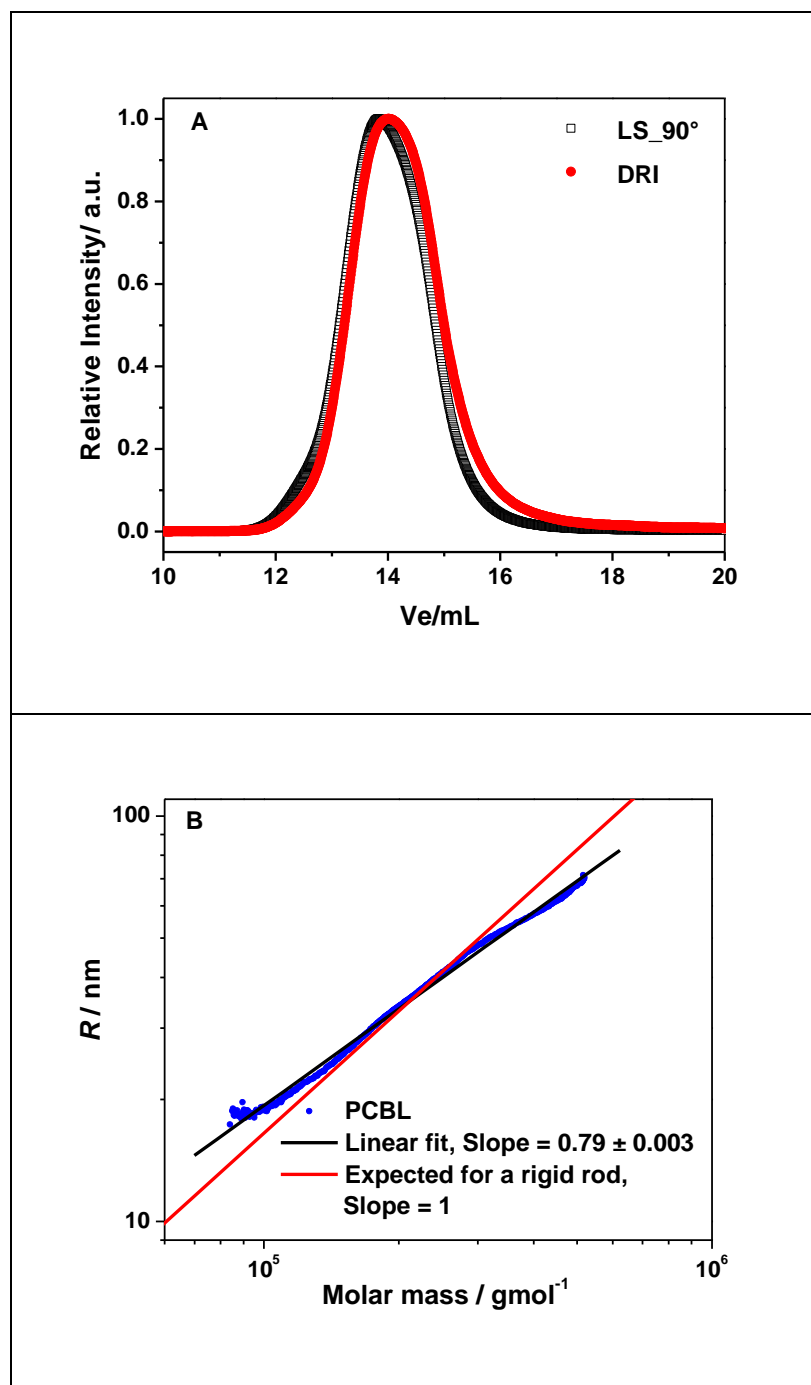 A
LS_90°
DRI
1.0
0.8
0.6
0.4
0.2
0.0
Relative Intensity/ a.u.
10 12 14 16 18 20
Ve/mL
B
100
10
R / nm
PCBL
Linear fit, Slope = 0.79 ± 0.003
Expected for a rigid rod,
Slope = 1
10⁵ 10⁶
Molar mass / gmol⁻¹